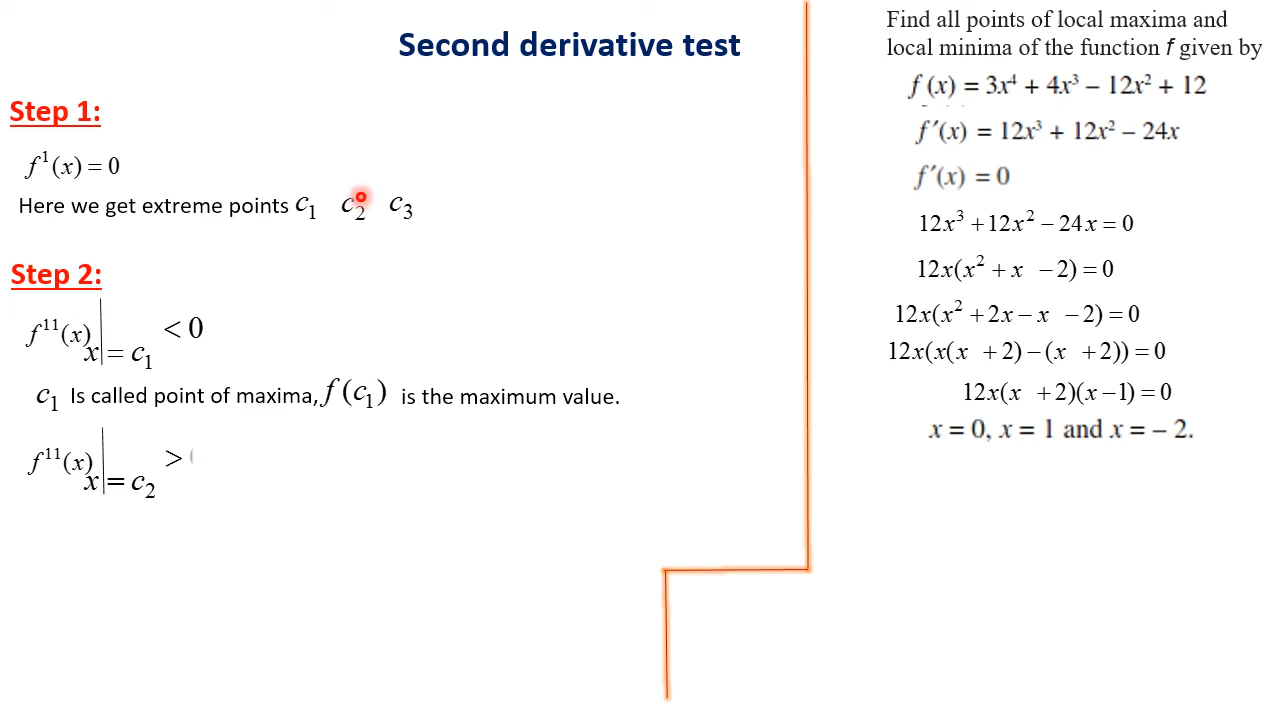 Second derivative test
Step 1:
f¹(x) = 0
Here we get extreme points c₁ c₂ c₃
Step 2:
f¹¹(x)|x = c₁ < 0
c₁ Is called point of maxima, f(c₁) is the maximum value.
f¹¹(x)|x = c₂ >
Find all points of local maxima and
local minima of the function f given by
f (x) = 3x⁴ + 4x³ – 12x² + 12
f′(x) = 12x³ + 12x² – 24x
f′(x) = 0
12x³ + 12x² − 24x = 0
12x(x² + x − 2) = 0
12x(x² + 2x − x − 2) = 0
12x(x(x + 2) − (x + 2)) = 0
12x(x + 2)(x − 1) = 0
x = 0, x = 1 and x = – 2.